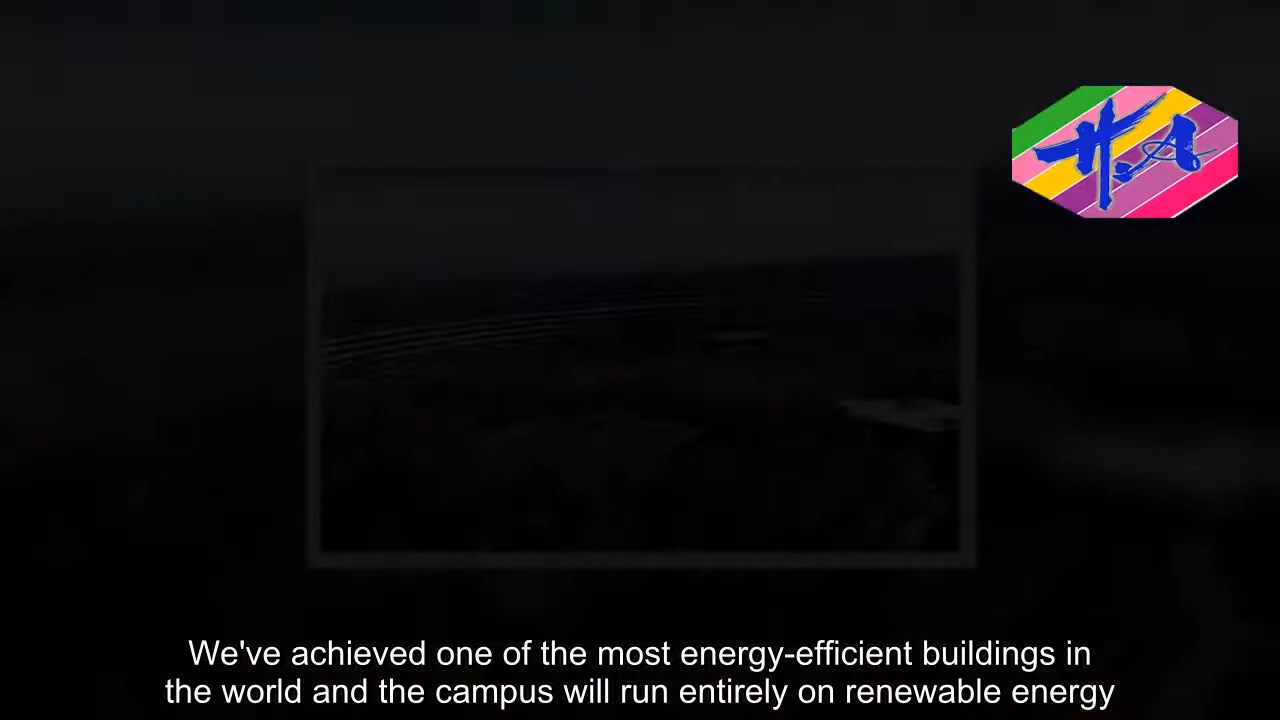 We've achieved one of the most energy-efficient buildings in
the world and the campus will run entirely on renewable energy